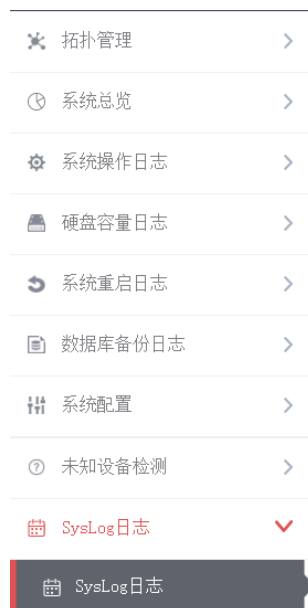 拓扑管理
系统总览
系统操作日志
硬盘容量日志
系统重启日志
数据库备份日志
系统配置
未知设备检测
SysLog日志
SysLog日志